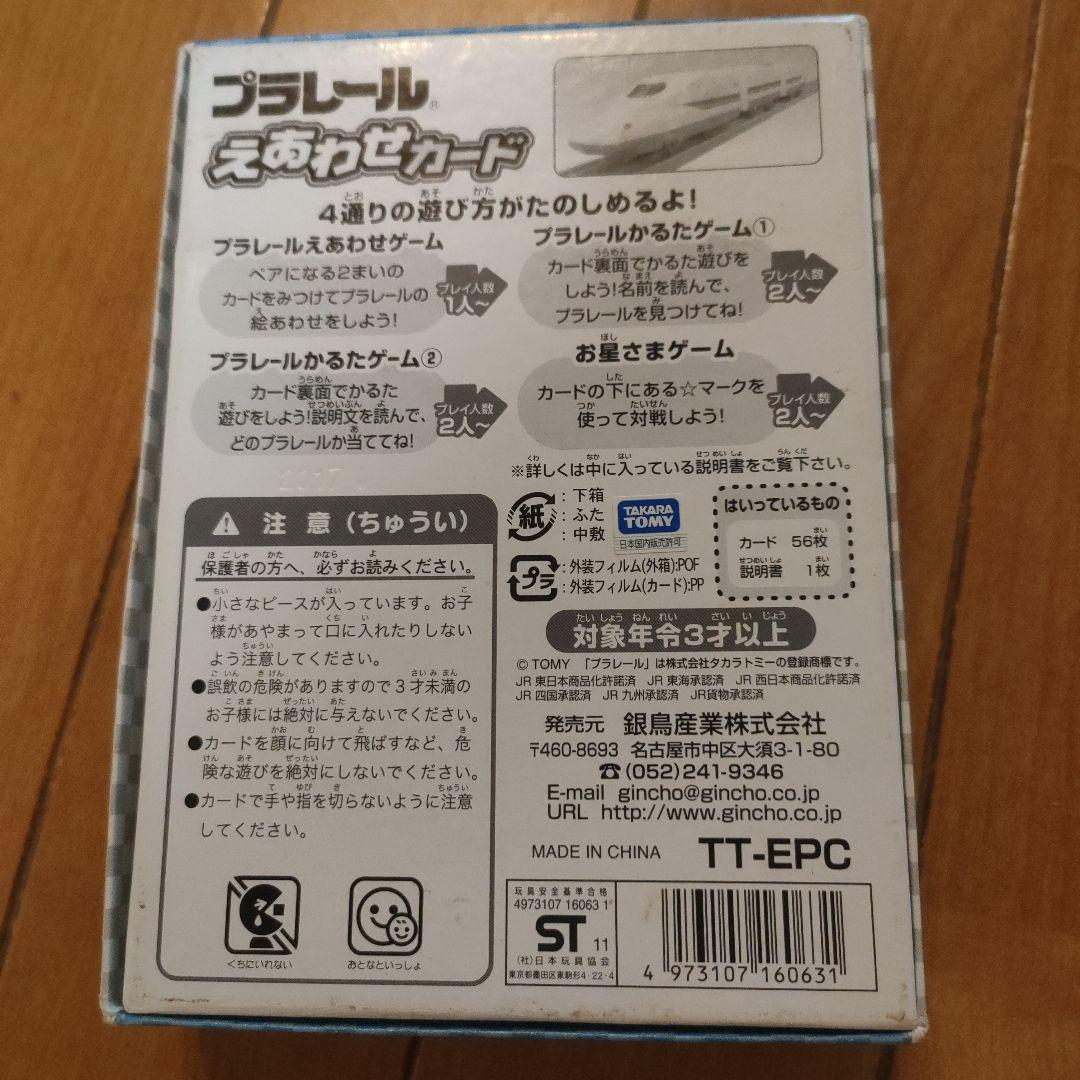 プラレール®
えあわせカード
4通りの遊び方がたのしめるよ!
プラレールえあわせゲーム
ペアになる2まいの
カードをみつけてプラレールの
絵あわせをしよう!
プレイ人数
1人~
プラレールかるたゲーム①
カード裏面でかるた遊びを
しよう!名前を読んで、
プラレールを見つけてね!
プレイ人数
2人~
プラレールかるたゲーム②
カード裏面でかるた
遊びをしよう!説明文を読んで、
どのプラレールか当ててね!
プレイ人数
2人~
お星さまゲーム
カードの下にある☆マークを
使って対戦しよう!
プレイ人数
2人~
※詳しくは中に入っている説明書をご覧下さい。
注意(ちゅうい)
保護者の方へ、必ずお読みください。
●小さなピースが入っています。お子
様があやまって口に入れたりしない
よう注意してください。
●誤飲の危険がありますので3才未満の
お子様には絶対に与えないでください。
●カードを顔に向けて飛ばすなど、危
険な遊びを絶対にしないでください。
●カードで手や指を切らないように注意
してください。
くちにいれない
おとなといっしょ
紙
:下箱
:ふた
:中敷
プラ
:外装フィルム(外箱):POF
:外装フィルム(カード):PP
TAKARA
TOMY
日本国内販売許可
はいっているもの
カード 56枚
説明書 1枚
対象年令3才以上
© TOMY 「プラレール」は株式会社タカラトミーの登録商標です。
JR 東日本商品化許諾済 JR 東海承認済 JR 西日本商品化許諾済
JR 四国承認済 JR 九州承認済 JR貨物承認済
発売元 銀鳥産業株式会社
〒460-8693 名古屋市中区大須3-1-80
☎(052)241-9346
E-mail gincho@gincho.co.jp
URL http://www.gincho.co.jp
MADE IN CHINA TT-EPC
玩具安全基準合格
4973107 16063 1
ST 11
(社)日本玩具協会
東京都墨田区東駒形4-22-4
4 973107 160631